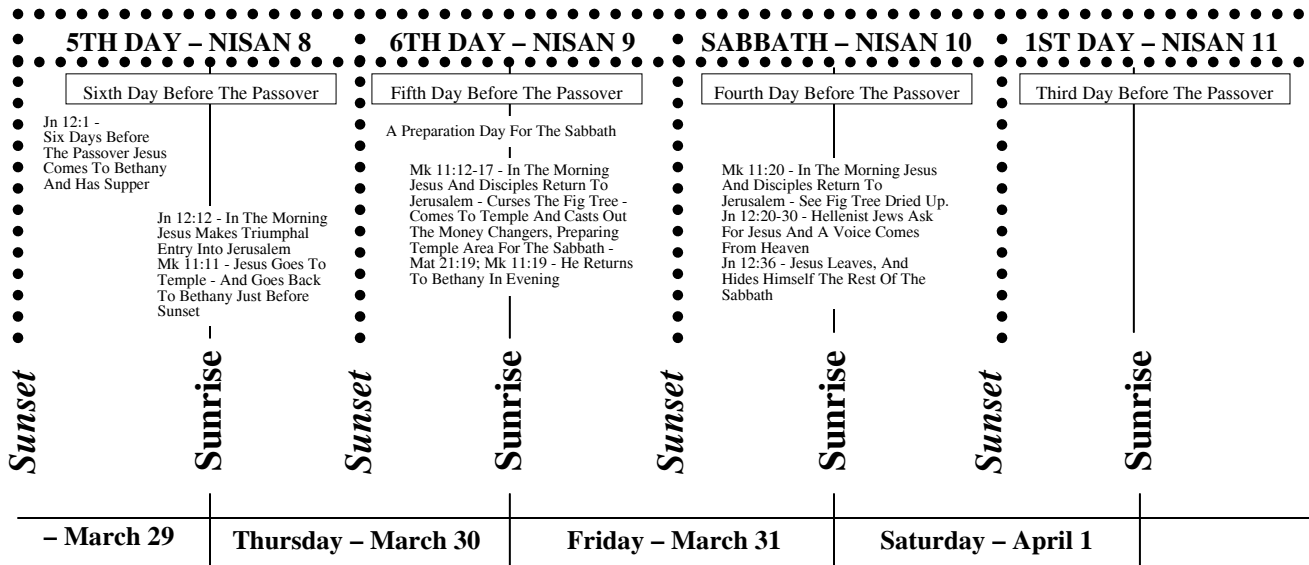 5TH DAY – NISAN 8
6TH DAY – NISAN 9
SABBATH – NISAN 10
1ST DAY – NISAN 11
Sixth Day Before The Passover
Fifth Day Before The Passover
Fourth Day Before The Passover
Third Day Before The Passover
Jn 12:1 -
Six Days Before
The Passover Jesus
Comes To Bethany
And Has Supper
Jn 12:12 - In The Morning
Jesus Makes Triumphal
Entry Into Jerusalem
Mk 11:11 - Jesus Goes To
Temple - And Goes Back
To Bethany Just Before
Sunset
A Preparation Day For The Sabbath
Mk 11:12-17 - In The Morning
Jesus And Disciples Return To
Jerusalem - Curses The Fig Tree -
Comes To Temple And Casts Out
The Money Changers, Preparing
Temple Area For The Sabbath -
Mat 21:19; Mk 11:19 - He Returns
To Bethany In Evening
Mk 11:20 - In The Morning Jesus
And Disciples Return To
Jerusalem - See Fig Tree Dried Up.
Jn 12:20-30 - Hellenist Jews Ask
For Jesus And A Voice Comes
From Heaven
Jn 12:36 - Jesus Leaves, And
Hides Himself The Rest Of The
Sabbath
Sunset
Sunrise
Sunset
Sunrise
Sunset
Sunrise
Sunset
Sunrise
– March 29
Thursday – March 30
Friday – March 31
Saturday – April 1